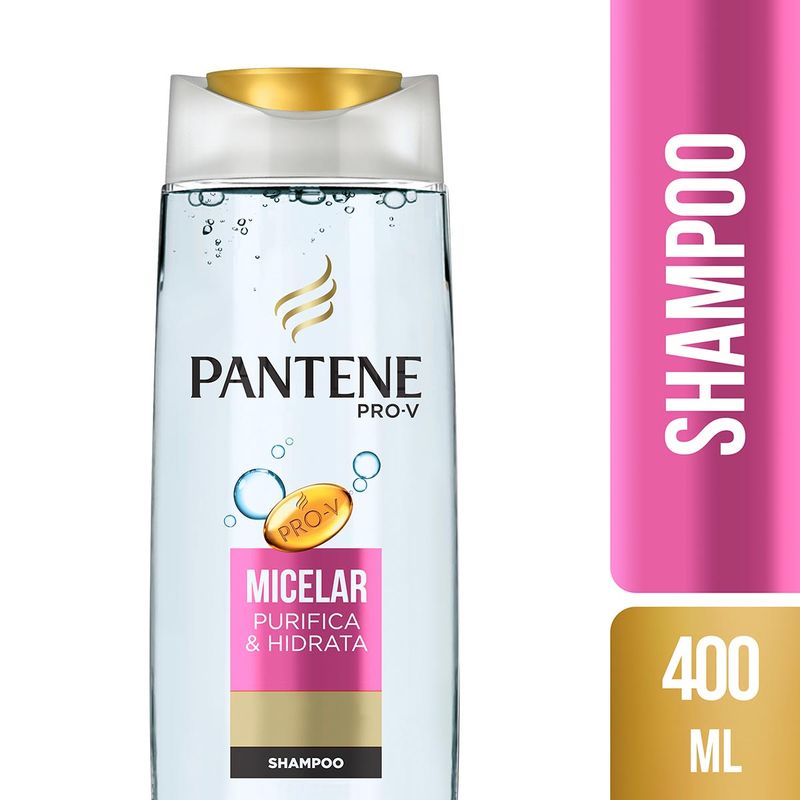 PANTENE
PRO-V
PRO-V
MICELAR
PURIFICA
& HIDRATA
SHAMPOO
SHAMPOO
400
ML